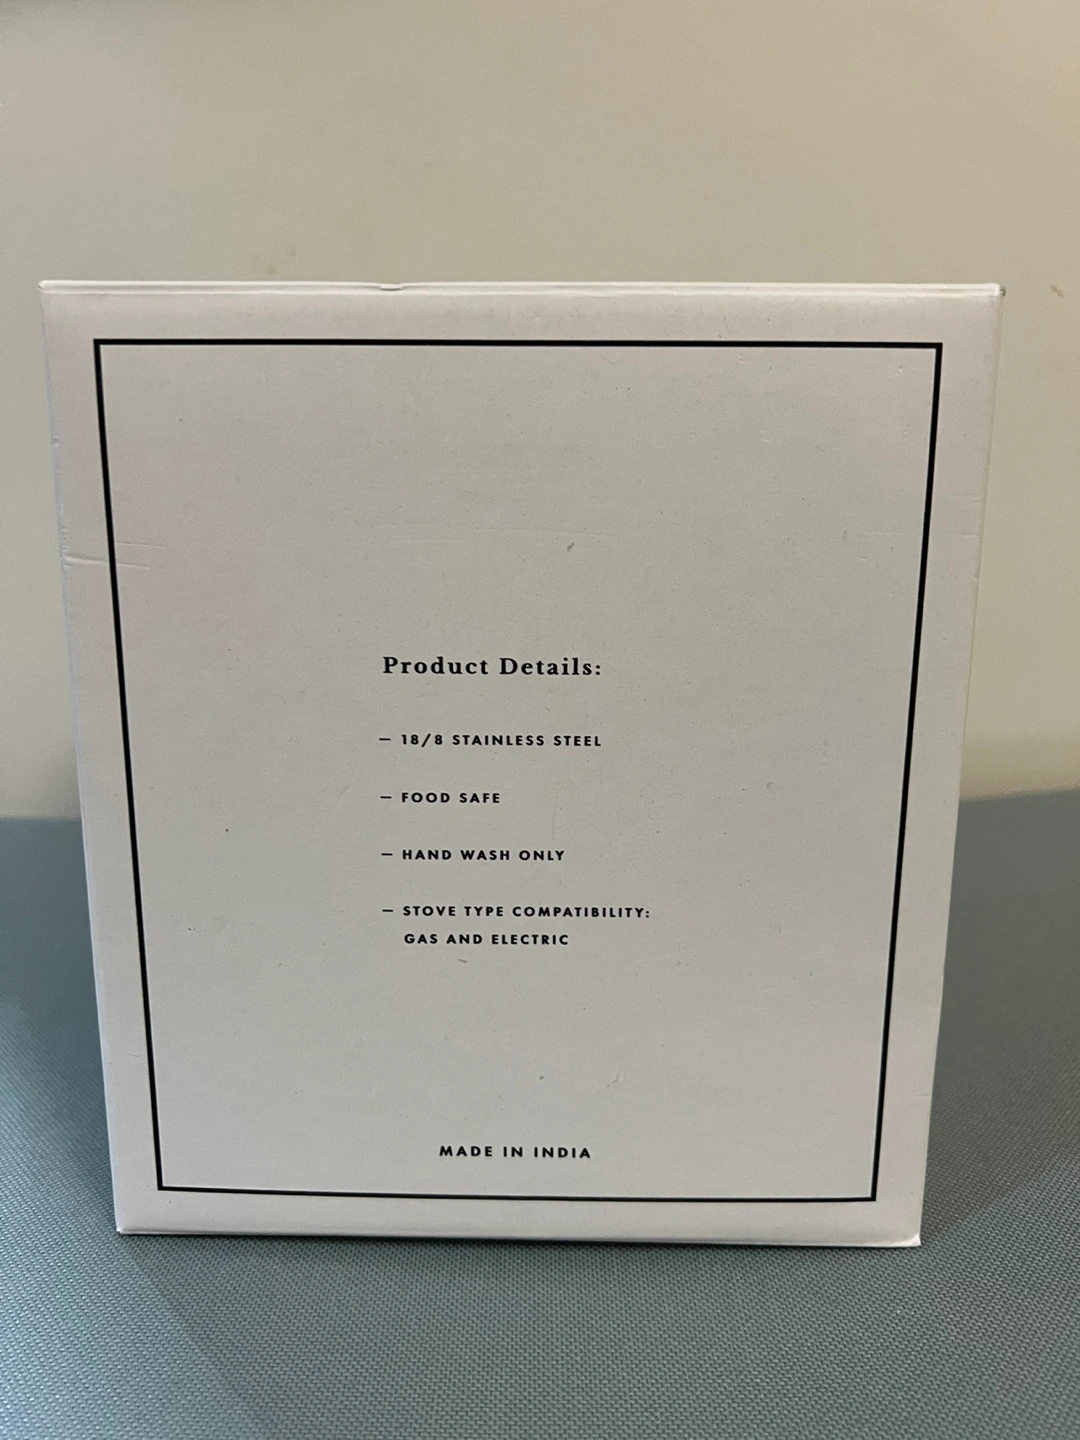 Product Details:
– 18/8 STAINLESS STEEL
– FOOD SAFE
– HAND WASH ONLY
– STOVE TYPE COMPATIBILITY:
GAS AND ELECTRIC
MADE IN INDIA